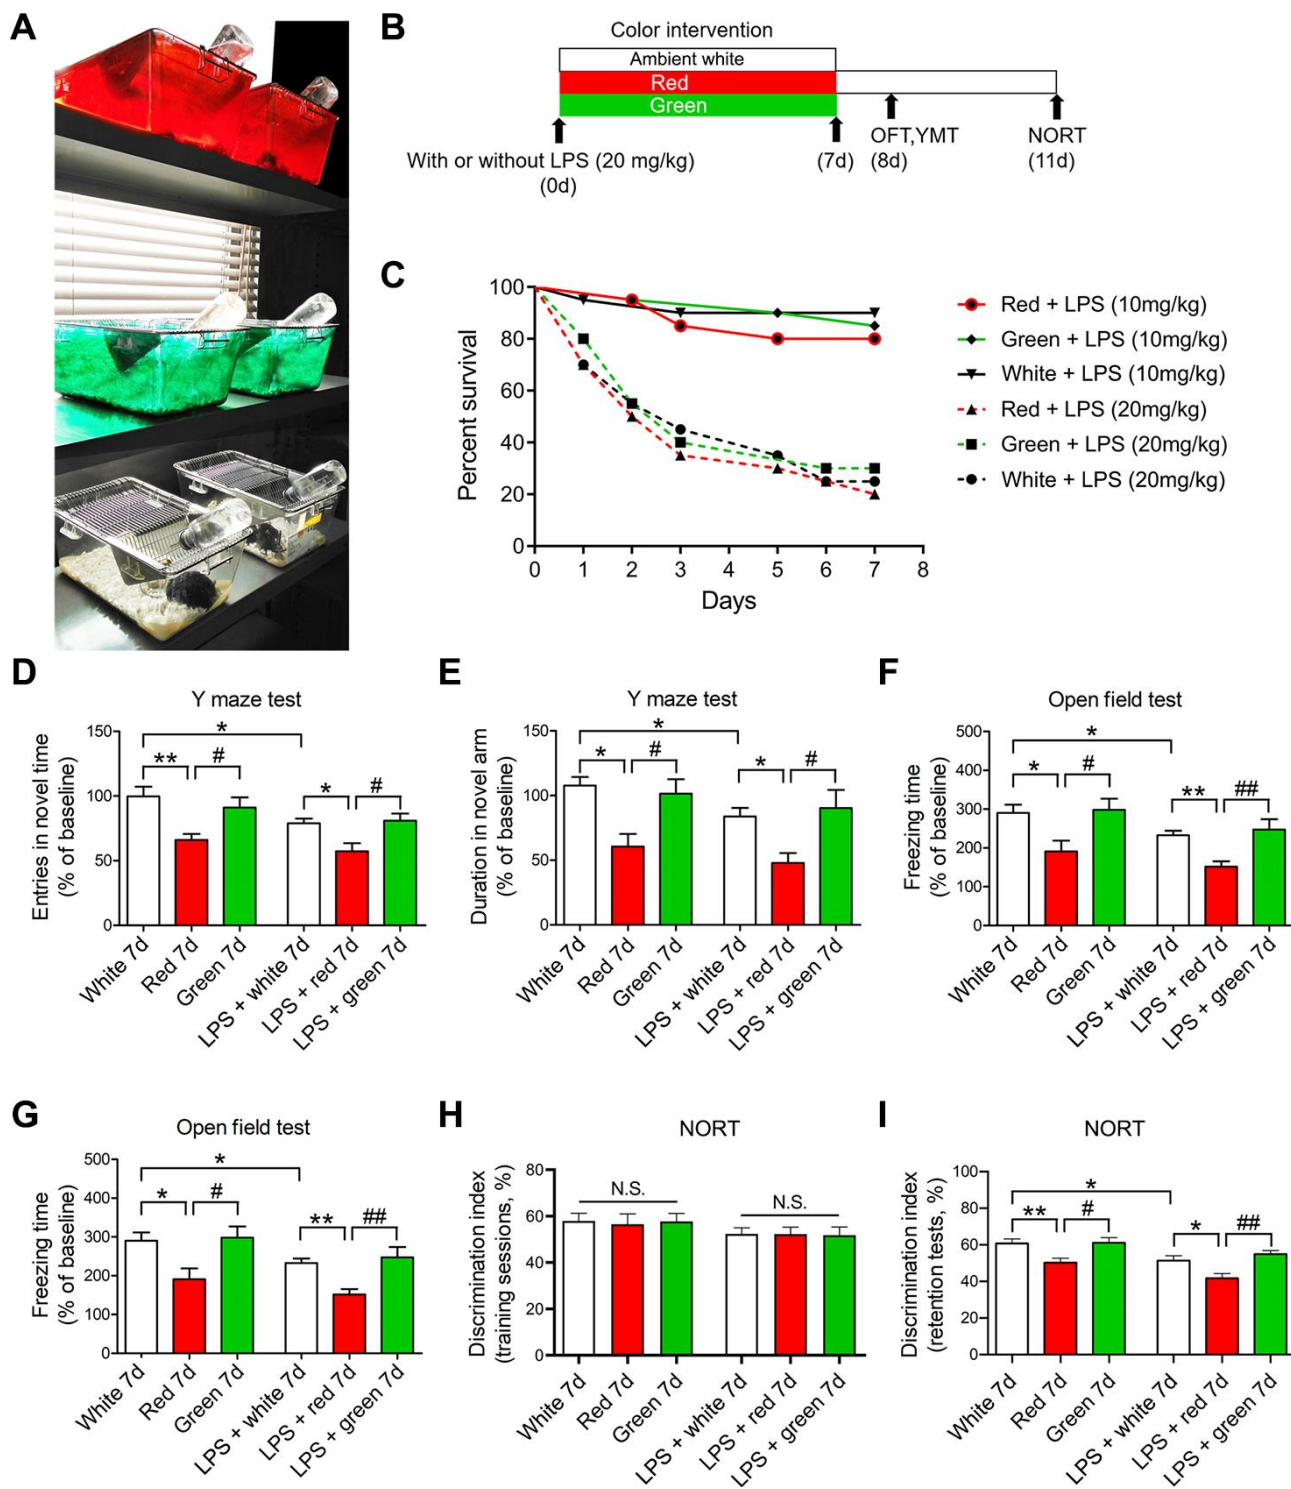 A
B
Color intervention
Ambient white
Red
Green
With or without LPS (20 mg/kg)
(0d)
(7d)
OFT,YMT
(8d)
NORT
(11d)
C
Percent survival
100
80
60
40
20
0
0 1 2 3 4 5 6 7 8
Days
Red + LPS (10mg/kg)
Green + LPS (10mg/kg)
White + LPS (10mg/kg)
Red + LPS (20mg/kg)
Green + LPS (20mg/kg)
White + LPS (20mg/kg)
D
Y maze test
Entries in novel time
(% of baseline)
150
100
50
0
*
** #
* #
White 7d
Red 7d
Green 7d
LPS + white 7d
LPS + red 7d
LPS + green 7d
E
Y maze test
Duration in novel arm
(% of baseline)
150
100
50
0
*
* #
* #
White 7d
Red 7d
Green 7d
LPS + white 7d
LPS + red 7d
LPS + green 7d
F
Open field test
Freezing time
(% of baseline)
500
400
300
200
100
0
*
* #
** ##
White 7d
Red 7d
Green 7d
LPS + white 7d
LPS + red 7d
LPS + green 7d
G
Open field test
Freezing time
(% of baseline)
500
400
300
200
100
0
*
* #
** ##
White 7d
Red 7d
Green 7d
LPS + white 7d
LPS + red 7d
LPS + green 7d
H
NORT
Discrimination index
(training sessions, %)
80
60
40
20
0
N.S.
N.S.
White 7d
Red 7d
Green 7d
LPS + white 7d
LPS + red 7d
LPS + green 7d
I
NORT
Discrimination index
(retention tests, %)
100
80
60
40
20
0
*
** #
* ##
White 7d
Red 7d
Green 7d
LPS + white 7d
LPS + red 7d
LPS + green 7d